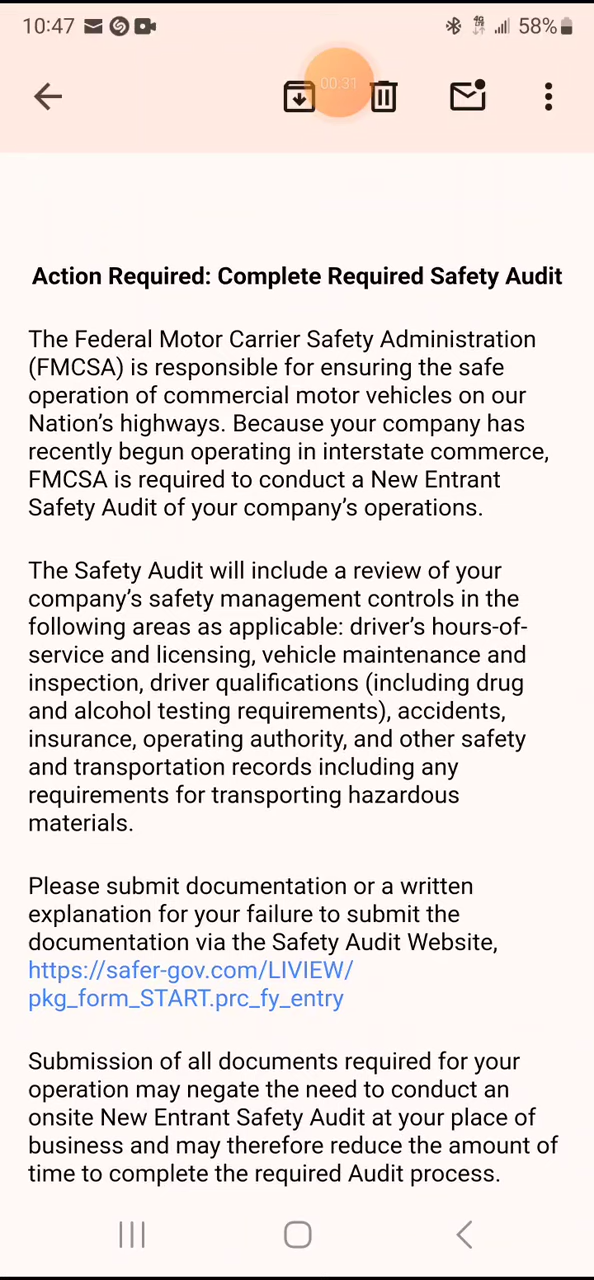 10:47
4G
58%
00:31
Action Required: Complete Required Safety Audit
The Federal Motor Carrier Safety Administration
(FMCSA) is responsible for ensuring the safe
operation of commercial motor vehicles on our
Nation's highways. Because your company has
recently begun operating in interstate commerce,
FMCSA is required to conduct a New Entrant
Safety Audit of your company's operations.
The Safety Audit will include a review of your
company's safety management controls in the
following areas as applicable: driver's hours-of-
service and licensing, vehicle maintenance and
inspection, driver qualifications (including drug
and alcohol testing requirements), accidents,
insurance, operating authority, and other safety
and transportation records including any
requirements for transporting hazardous
materials.
Please submit documentation or a written
explanation for your failure to submit the
documentation via the Safety Audit Website,
https://safer-gov.com/LIVIEW/
pkg_form_START.prc_fy_entry
Submission of all documents required for your
operation may negate the need to conduct an
onsite New Entrant Safety Audit at your place of
business and may therefore reduce the amount of
time to complete the required Audit process.